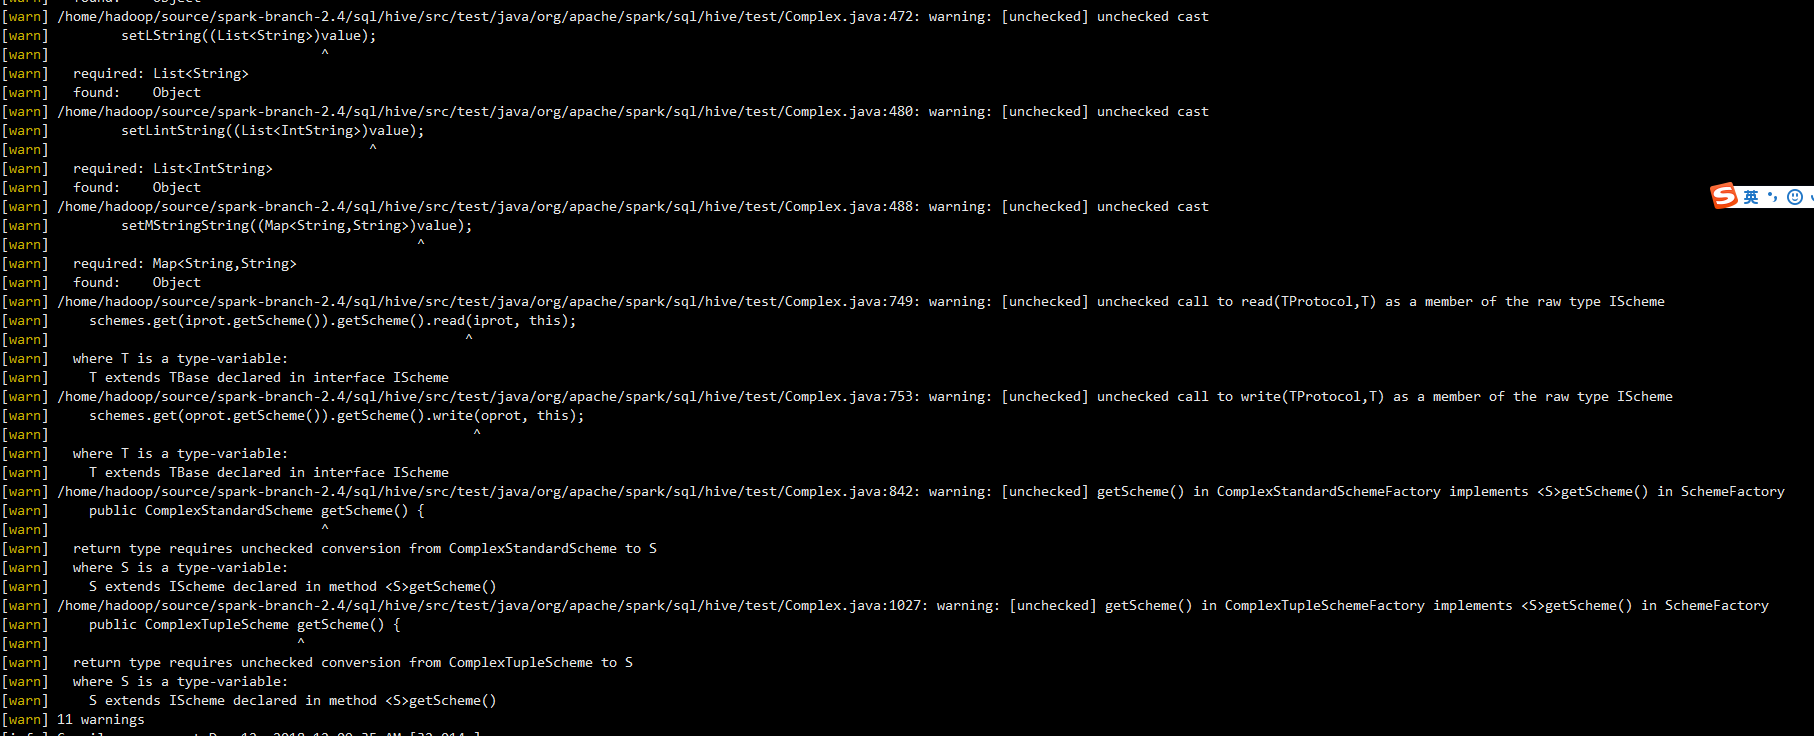 [warn]   found:    Object
[warn] /home/hadoop/source/spark-branch-2.4/sql/hive/src/test/java/org/apache/spark/sql/hive/test/Complex.java:472: warning: [unchecked] unchecked cast
[warn]         setLString((List<String>)value);
[warn]                                  ^
[warn]   required: List<String>
[warn]   found:    Object
[warn] /home/hadoop/source/spark-branch-2.4/sql/hive/src/test/java/org/apache/spark/sql/hive/test/Complex.java:480: warning: [unchecked] unchecked cast
[warn]         setLintString((List<IntString>)value);
[warn]                                        ^
[warn]   required: List<IntString>
[warn]   found:    Object
[warn] /home/hadoop/source/spark-branch-2.4/sql/hive/src/test/java/org/apache/spark/sql/hive/test/Complex.java:488: warning: [unchecked] unchecked cast
[warn]         setMStringString((Map<String,String>)value);
[warn]                                              ^
[warn]   required: Map<String,String>
[warn]   found:    Object
[warn] /home/hadoop/source/spark-branch-2.4/sql/hive/src/test/java/org/apache/spark/sql/hive/test/Complex.java:749: warning: [unchecked] unchecked call to read(TProtocol,T) as a member of the raw type IScheme
[warn]     schemes.get(iprot.getScheme()).getScheme().read(iprot, this);
[warn]                                                    ^
[warn]   where T is a type-variable:
[warn]     T extends TBase declared in interface IScheme
[warn] /home/hadoop/source/spark-branch-2.4/sql/hive/src/test/java/org/apache/spark/sql/hive/test/Complex.java:753: warning: [unchecked] unchecked call to write(TProtocol,T) as a member of the raw type IScheme
[warn]     schemes.get(oprot.getScheme()).getScheme().write(oprot, this);
[warn]                                                     ^
[warn]   where T is a type-variable:
[warn]     T extends TBase declared in interface IScheme
[warn] /home/hadoop/source/spark-branch-2.4/sql/hive/src/test/java/org/apache/spark/sql/hive/test/Complex.java:842: warning: [unchecked] getScheme() in ComplexStandardSchemeFactory implements <S>getScheme() in SchemeFactory
[warn]     public ComplexStandardScheme getScheme() {
[warn]                                  ^
[warn]   return type requires unchecked conversion from ComplexStandardScheme to S
[warn]   where S is a type-variable:
[warn]     S extends IScheme declared in method <S>getScheme()
[warn] /home/hadoop/source/spark-branch-2.4/sql/hive/src/test/java/org/apache/spark/sql/hive/test/Complex.java:1027: warning: [unchecked] getScheme() in ComplexTupleSchemeFactory implements <S>getScheme() in SchemeFactory
[warn]     public ComplexTupleScheme getScheme() {
[warn]                               ^
[warn]   return type requires unchecked conversion from ComplexTupleScheme to S
[warn]   where S is a type-variable:
[warn]     S extends IScheme declared in method <S>getScheme()
[warn] 11 warnings
S 英